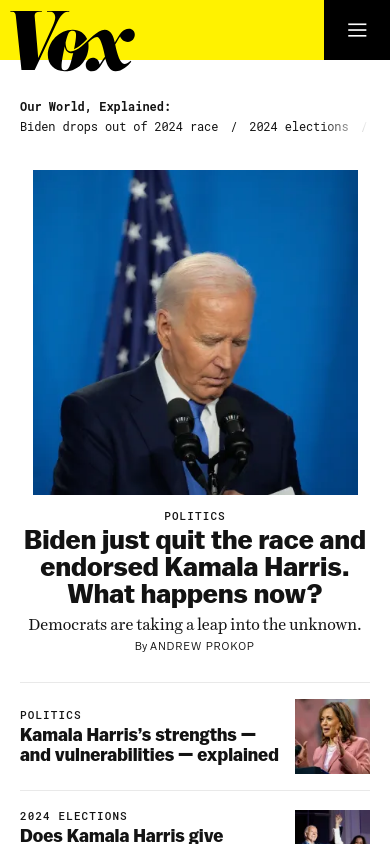 Vox
Our World, Explained:
Biden drops out of 2024 race / 2024 elections /
POLITICS
Biden just quit the race and
endorsed Kamala Harris.
What happens now?
Democrats are taking a leap into the unknown.
By ANDREW PROKOP
POLITICS
Kamala Harris’s strengths —
and vulnerabilities — explained
2024 ELECTIONS
Does Kamala Harris give